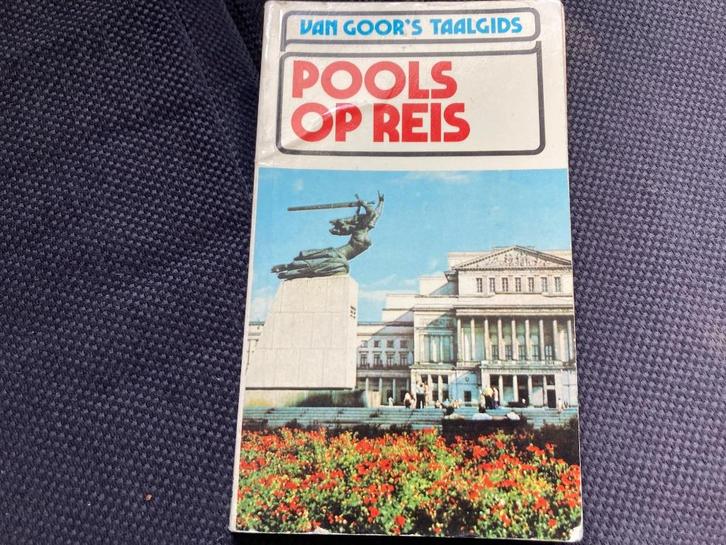 VAN GOOR'S TAALGIDS
POOLS
OP REIS